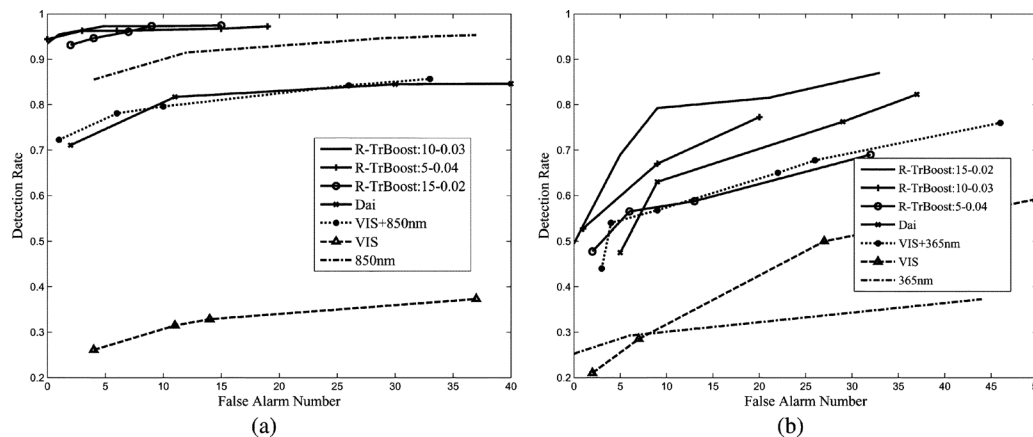 1
0.9
0.8
0.7
0.6
0.5
0.4
0.3
0.2
Detection Rate
0 5 10 15 20 25 30 35 40
False Alarm Number
R-TrBoost:10-0.03
R-TrBoost:5-0.04
R-TrBoost:15-0.02
Dai
VIS+850nm
VIS
850nm
(a)
1
0.9
0.8
0.7
0.6
0.5
0.4
0.3
0.2
Detection Rate
0 5 10 15 20 25 30 35 40 45 50
False Alarm Number
R-TrBoost:15-0.02
R-TrBoost:10-0.03
R-TrBoost:5-0.04
Dai
VIS+365nm
VIS
365nm
(b)